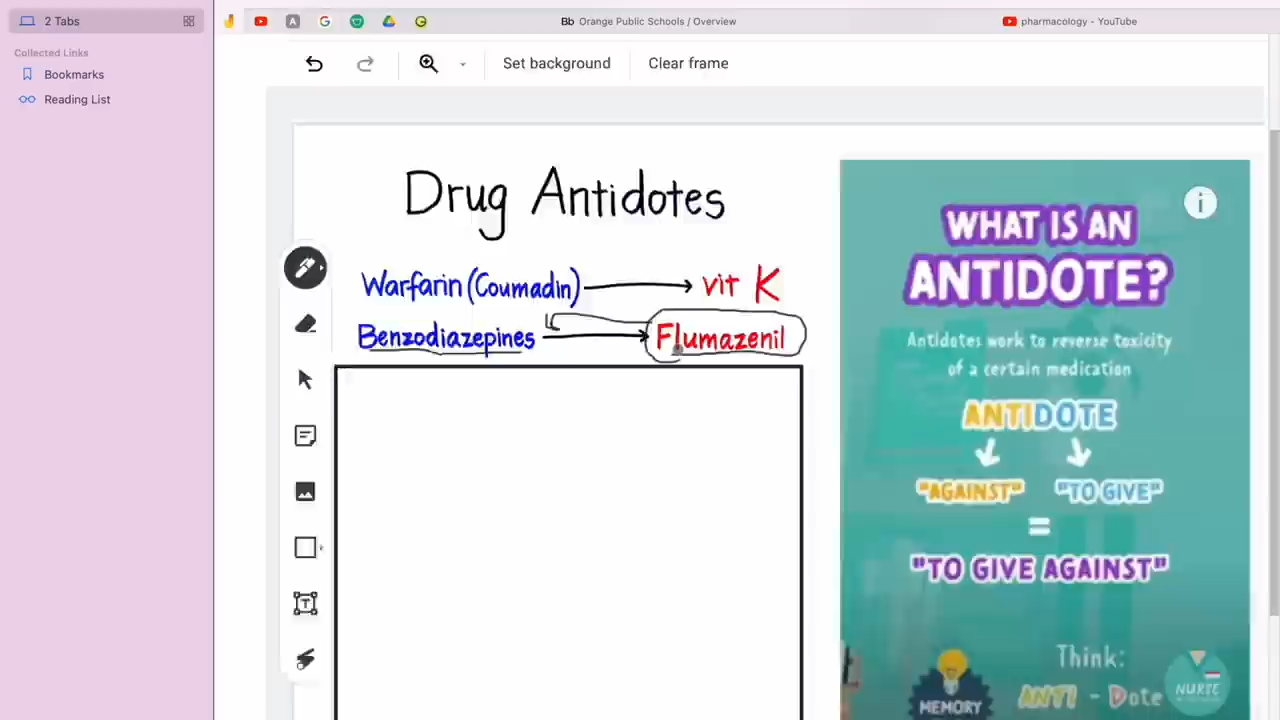 2 Tabs
Collected Links
Bookmarks
Reading List
Bb Orange Public Schools / Overview
pharmacology - YouTube
Set background
Clear frame
Drug Antidotes
Warfarin (Coumadin) → vit K
Benzodiazepines → Flumazenil
WHAT IS AN
ANTIDOTE?
Antidotes work to reverse toxicity
of a certain medication
ANTIDOTE
"AGAINST" "TO GIVE"
=
"TO GIVE AGAINST"
Think:
ANTI - Dote
MEMORY
NURSE